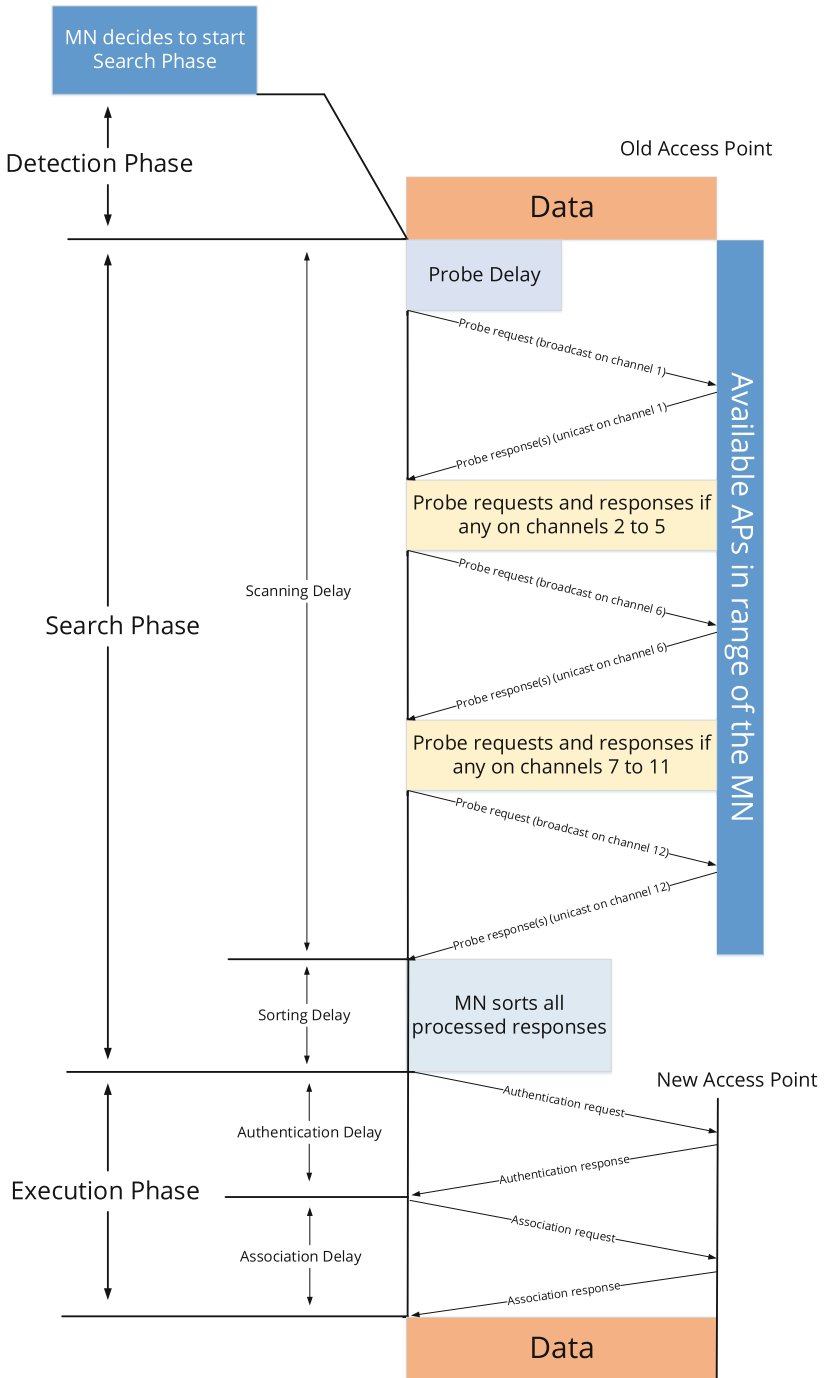 MN decides to start
Search Phase
Detection Phase
Old Access Point
Data
Probe Delay
Probe request (broadcast on channel 1)
Available APs in range of the MN
Probe response(s) (unicast on channel 1)
Probe requests and responses if
any on channels 2 to 5
Probe request (broadcast on channel 6)
Scanning Delay
Search Phase
Probe response(s) (unicast on channel 6)
Probe requests and responses if
any on channels 7 to 11
Probe request (broadcast on channel 12)
Probe response(s) (unicast on channel 12)
MN sorts all
processed responses
Sorting Delay
New Access Point
Authentication request
Authentication Delay
Authentication response
Execution Phase
Association request
Association Delay
Association response
Data